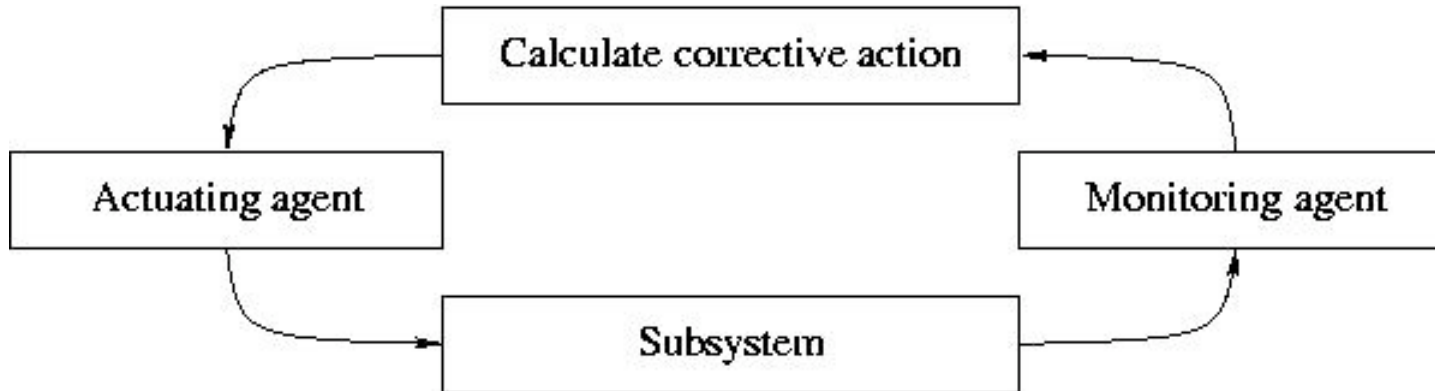 Calculate corrective action
Actuating agent
Monitoring agent
Subsystem